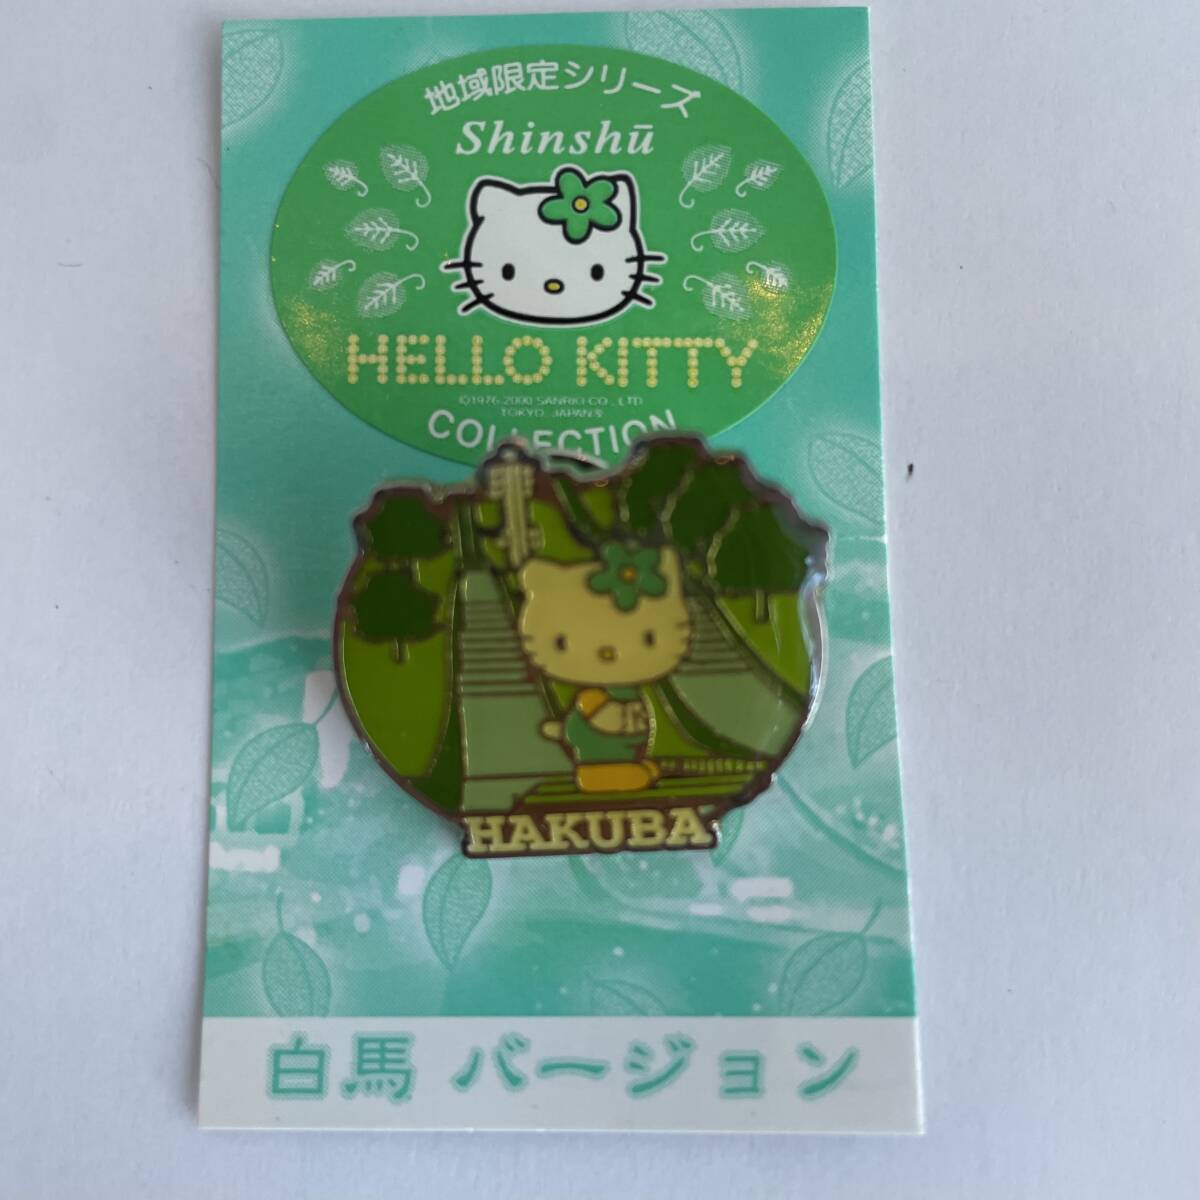 地域限定シリーズ
Shinshū
HELLO KITTY
©1976,2000 SANRIO CO., LTD.
TOKYO, JAPAN®
COLLECTION
HAKUBA
白馬 バージョン